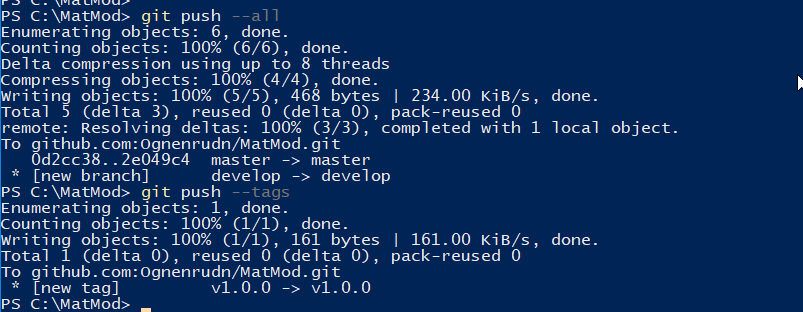 PS C:\MatMod> git push --all
Enumerating objects: 6, done.
Counting objects: 100% (6/6), done.
Delta compression using up to 8 threads
Compressing objects: 100% (4/4), done.
Writing objects: 100% (5/5), 468 bytes | 234.00 KiB/s, done.
Total 5 (delta 3), reused 0 (delta 0), pack-reused 0
remote: Resolving deltas: 100% (3/3), completed with 1 local object.
To github.com:Ognenrudn/MatMod.git
   0d2cc38..2e049c4  master -> master
 * [new branch]      develop -> develop
PS C:\MatMod> git push --tags
Enumerating objects: 1, done.
Counting objects: 100% (1/1), done.
Writing objects: 100% (1/1), 161 bytes | 161.00 KiB/s, done.
Total 1 (delta 0), reused 0 (delta 0), pack-reused 0
To github.com:Ognenrudn/MatMod.git
 * [new tag]         v1.0.0 -> v1.0.0
PS C:\MatMod>